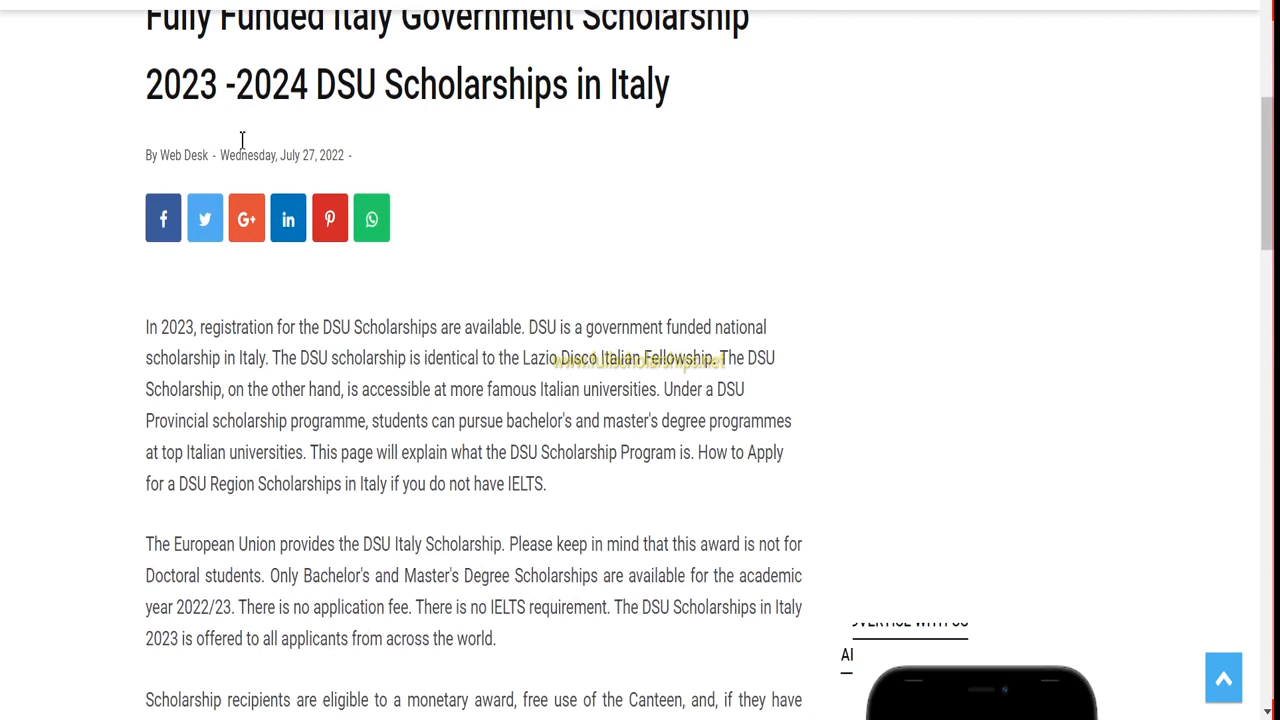 Fully Funded Italy Government Scholarship
2023 -2024 DSU Scholarships in Italy
By Web Desk - Wednesday, July 27, 2022 -
In 2023, registration for the DSU Scholarships are available. DSU is a government funded national
scholarship in Italy. The DSU scholarship is identical to the Lazio Disco Italian Fellowship. The DSU
www.fullscholarships.net
Scholarship, on the other hand, is accessible at more famous Italian universities. Under a DSU
Provincial scholarship programme, students can pursue bachelor's and master's degree programmes
at top Italian universities. This page will explain what the DSU Scholarship Program is. How to Apply
for a DSU Region Scholarships in Italy if you do not have IELTS.
The European Union provides the DSU Italy Scholarship. Please keep in mind that this award is not for
Doctoral students. Only Bachelor's and Master's Degree Scholarships are available for the academic
year 2022/23. There is no application fee. There is no IELTS requirement. The DSU Scholarships in Italy
2023 is offered to all applicants from across the world.
WITH US
Scholarship recipients are eligible to a monetary award, free use of the Canteen, and, if they have